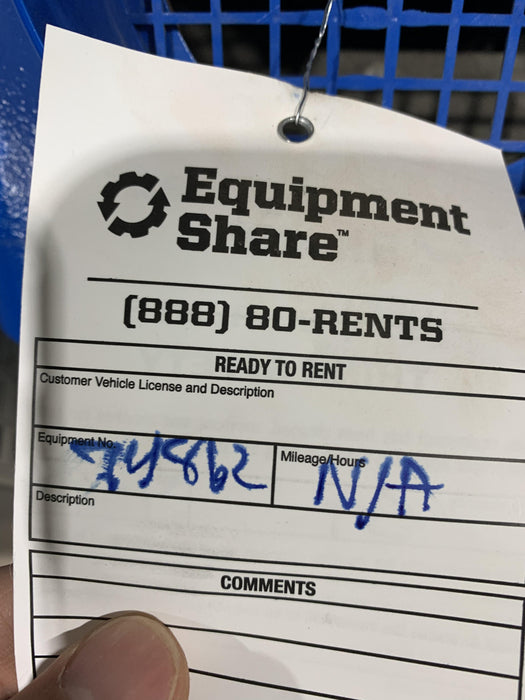 Equipment
Share™
(888) 80-RENTS
READY TO RENT
Customer Vehicle License and Description
Equipment No.
Mileage/Hours
N/A
Description
COMMENTS